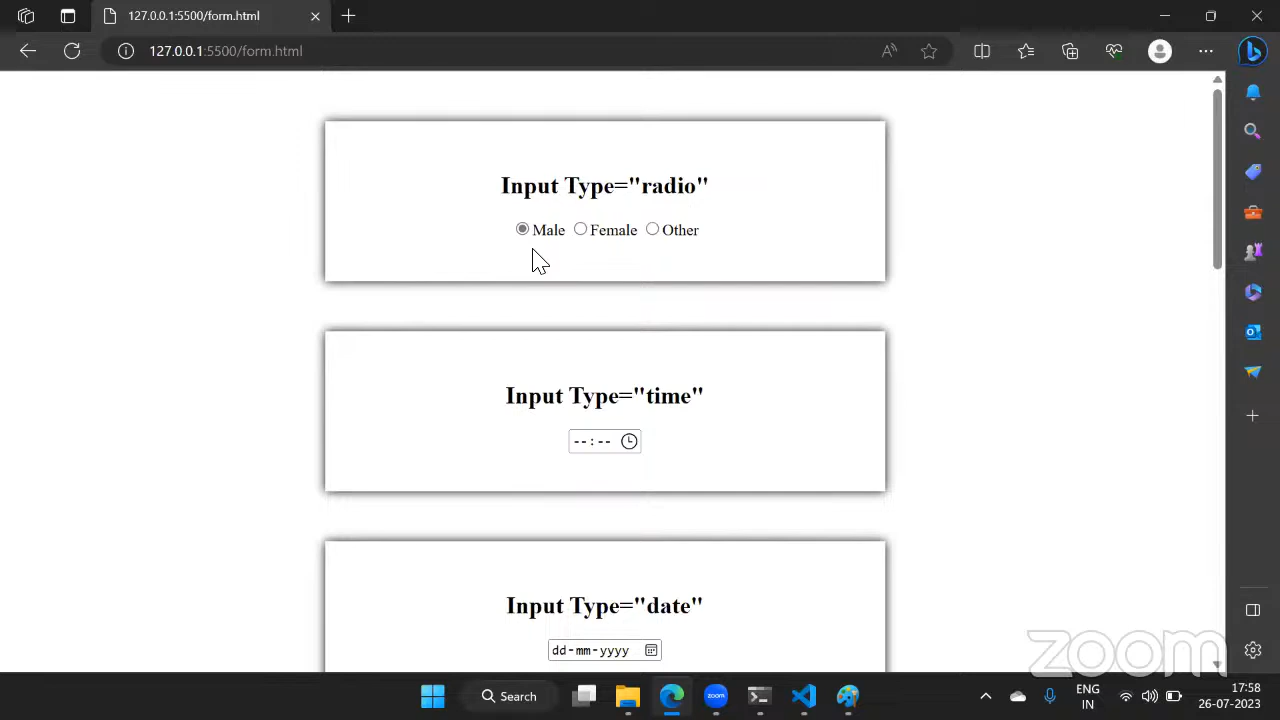 127.0.0.1:5500/form.html
127.0.0.1:5500/form.html
Input Type="radio"
Male Female Other
Input Type="time"
--:--
Input Type="date"
dd-mm-yyyy
zoom
Search
zoom
ENG
IN
17:58
26-07-2023